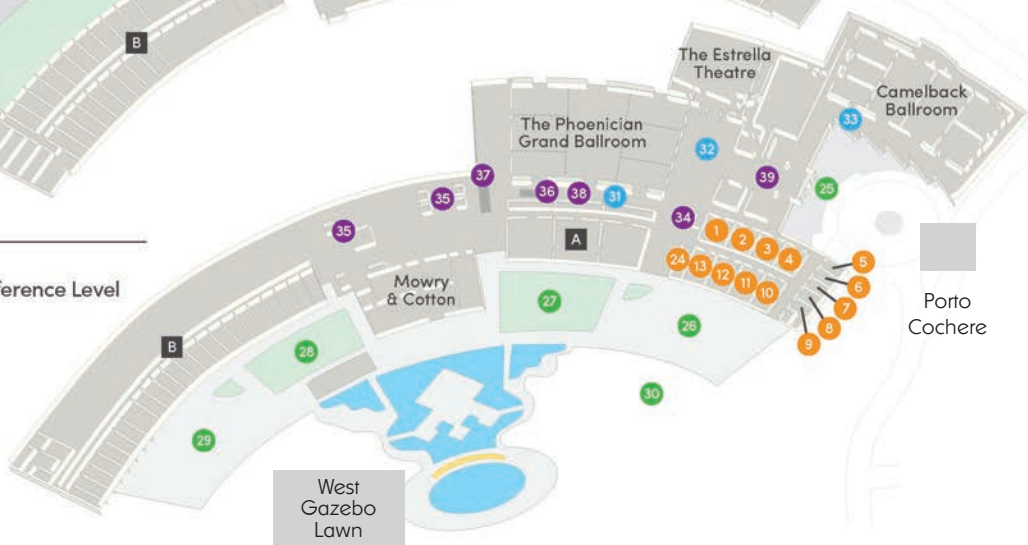 B
The Estrella
Theatre
Camelback
Ballroom
The Phoenician
Grand Ballroom
33
32
37
39
25
35
36
38
31
34
35
A
1
2
3
4
24
13
12
11
10
5
6
7
8
9
Mowry
& Cotton
ference Level
27
26
Porto
Cochere
B
28
30
29
West
Gazebo
Lawn